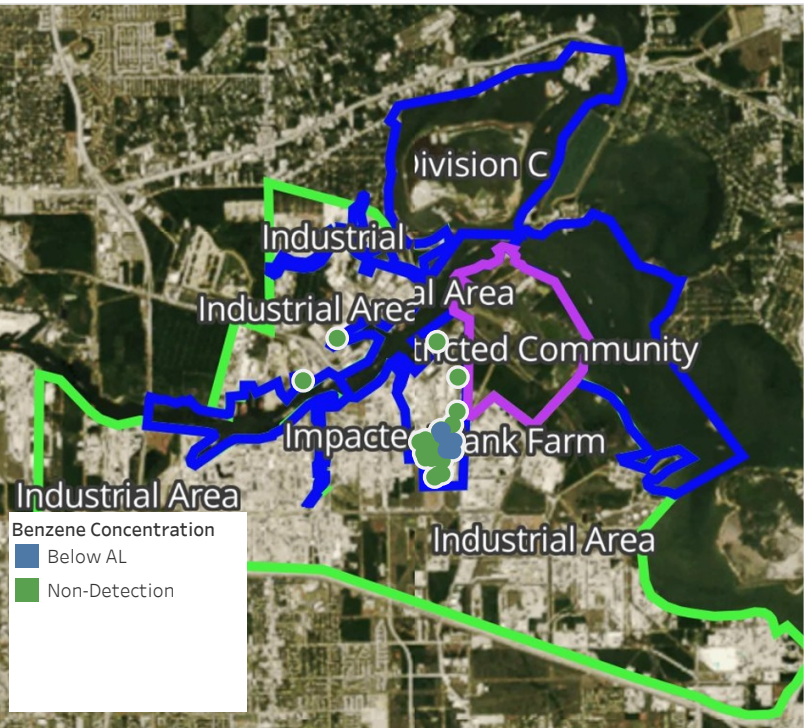 Division C
Industrial
al Area
Industrial Area
tricted Community
Impacte
ank Farm
Industrial Area
Industrial Area
Benzene Concentration
Below AL
Non-Detection